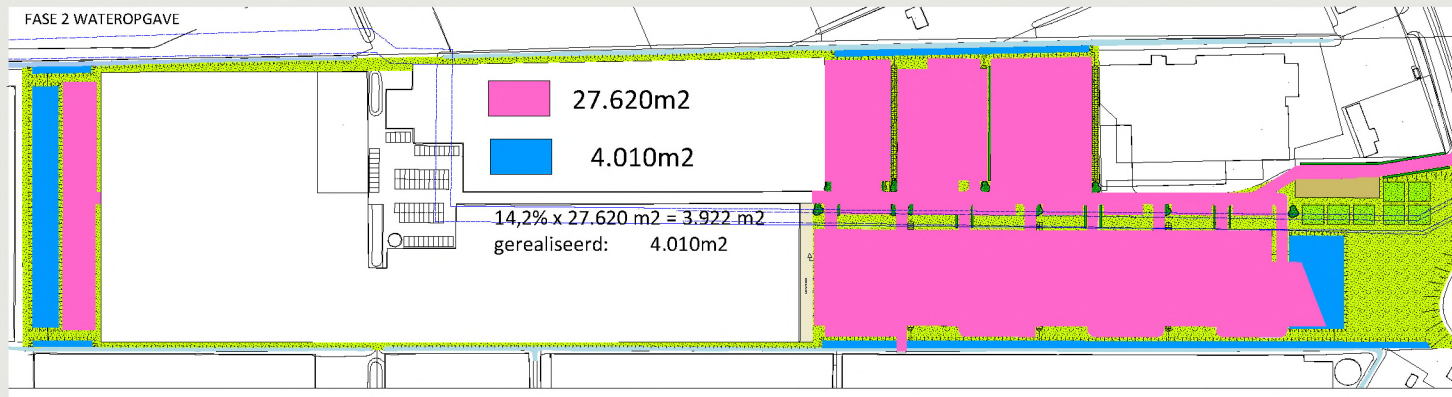 FASE 2 WATEROPGAVE
27.620m2
4.010m2
14,2% x 27.620 m2 = 3.922 m2
gerealiseerd: 4.010m2